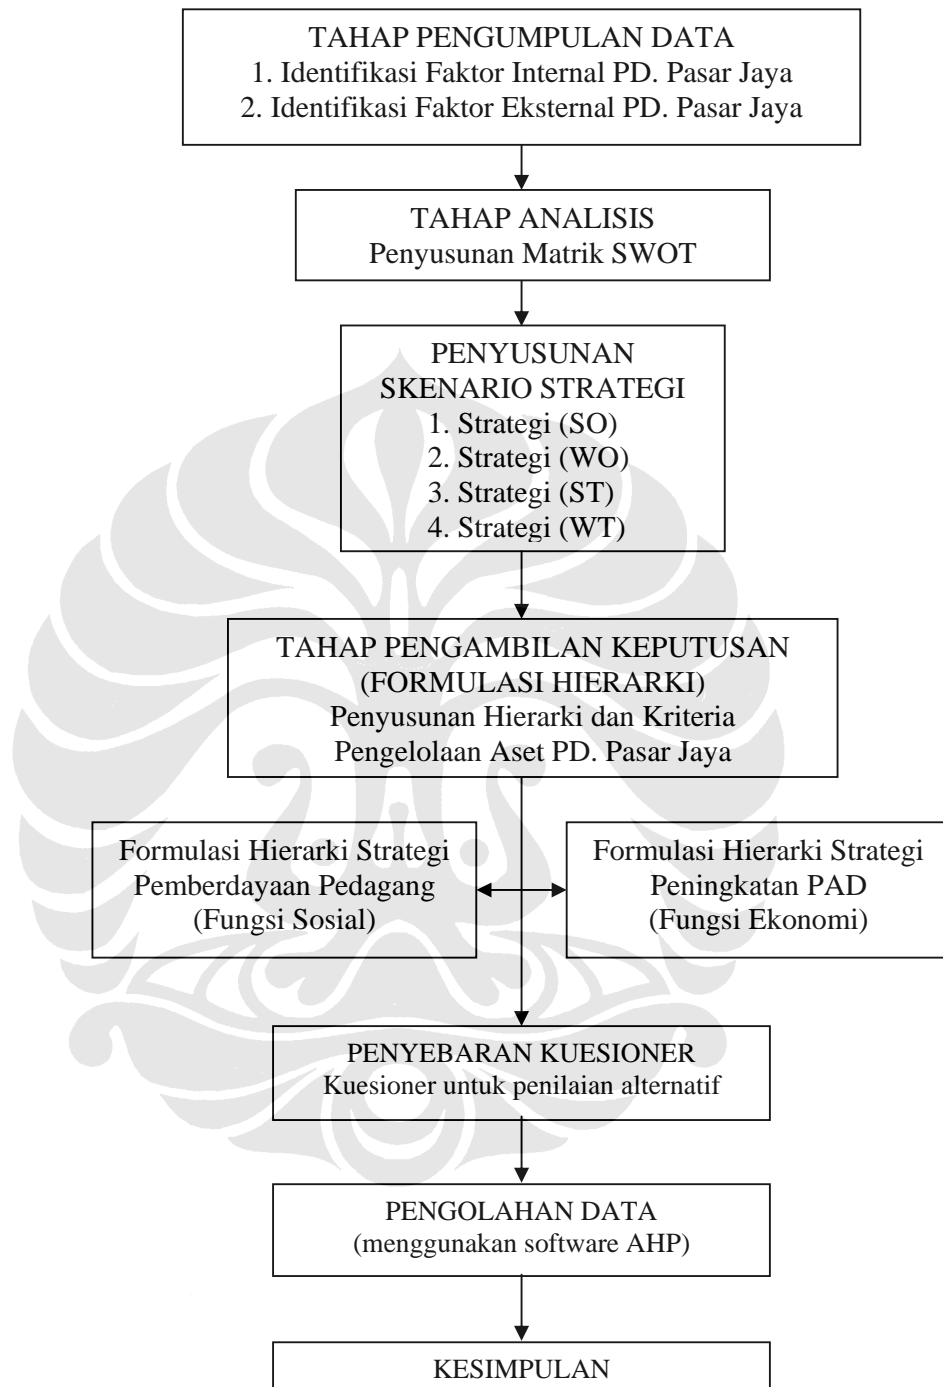 TAHAP PENGUMPULAN DATA
1. Identifikasi Faktor Internal PD. Pasar Jaya
2. Identifikasi Faktor Eksternal PD. Pasar Jaya
TAHAP ANALISIS
Penyusunan Matrik SWOT
PENYUSUNAN
SKENARIO STRATEGI
1. Strategi (SO)
2. Strategi (WO)
3. Strategi (ST)
4. Strategi (WT)
TAHAP PENGAMBILAN KEPUTUSAN
(FORMULASI HIERARKI)
Penyusunan Hierarki dan Kriteria
Pengelolaan Aset PD. Pasar Jaya
Formulasi Hierarki Strategi
Pemberdayaan Pedagang
(Fungsi Sosial)
Formulasi Hierarki Strategi
Peningkatan PAD
(Fungsi Ekonomi)
PENYEBARAN KUESIONER
Kuesioner untuk penilaian alternatif
PENGOLAHAN DATA
(menggunakan software AHP)
KESIMPULAN